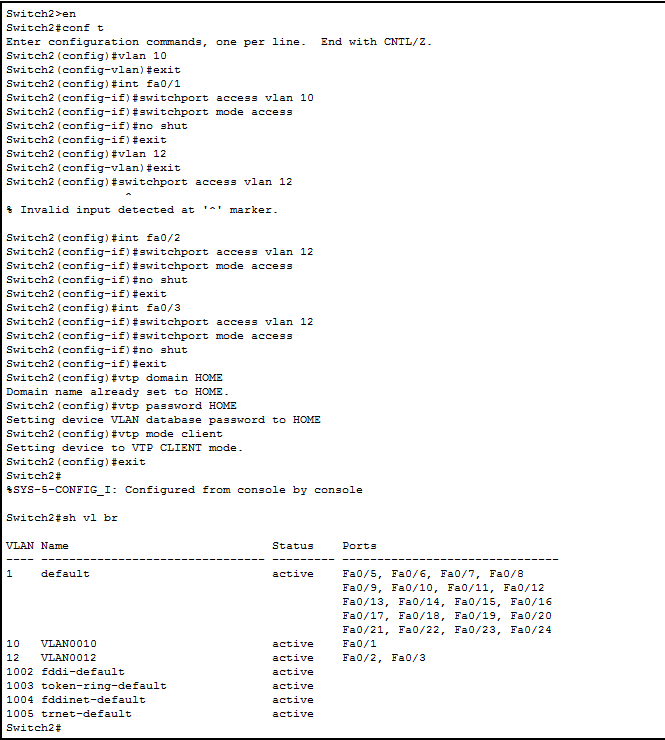 Switch2>en
Switch2#conf t
Enter configuration commands, one per line.  End with CNTL/Z.
Switch2(config)#vlan 10
Switch2(config-vlan)#exit
Switch2(config)#int fa0/1
Switch2(config-if)#switchport access vlan 10
Switch2(config-if)#switchport mode access
Switch2(config-if)#no shut
Switch2(config-if)#exit
Switch2(config)#vlan 12
Switch2(config-vlan)#exit
Switch2(config)#switchport access vlan 12
                 ^
% Invalid input detected at '^' marker.

Switch2(config)#int fa0/2
Switch2(config-if)#switchport access vlan 12
Switch2(config-if)#switchport mode access
Switch2(config-if)#no shut
Switch2(config-if)#exit
Switch2(config)#int fa0/3
Switch2(config-if)#switchport access vlan 12
Switch2(config-if)#switchport mode access
Switch2(config-if)#no shut
Switch2(config-if)#exit
Switch2(config)#vtp domain HOME
Domain name already set to HOME.
Switch2(config)#vtp password HOME
Setting device VLAN database password to HOME
Switch2(config)#vtp mode client
Setting device to VTP CLIENT mode.
Switch2(config)#exit
Switch2#
%SYS-5-CONFIG_I: Configured from console by console

Switch2#sh vl br

VLAN Name                             Status    Ports
---- -------------------------------- --------- -------------------------------
1    default                          active    Fa0/5, Fa0/6, Fa0/7, Fa0/8
                                                Fa0/9, Fa0/10, Fa0/11, Fa0/12
                                                Fa0/13, Fa0/14, Fa0/15, Fa0/16
                                                Fa0/17, Fa0/18, Fa0/19, Fa0/20
                                                Fa0/21, Fa0/22, Fa0/23, Fa0/24
10   VLAN0010                         active    Fa0/1
12   VLAN0012                         active    Fa0/2, Fa0/3
1002 fddi-default                     active
1003 token-ring-default               active
1004 fddinet-default                  active
1005 trnet-default                    active
Switch2#